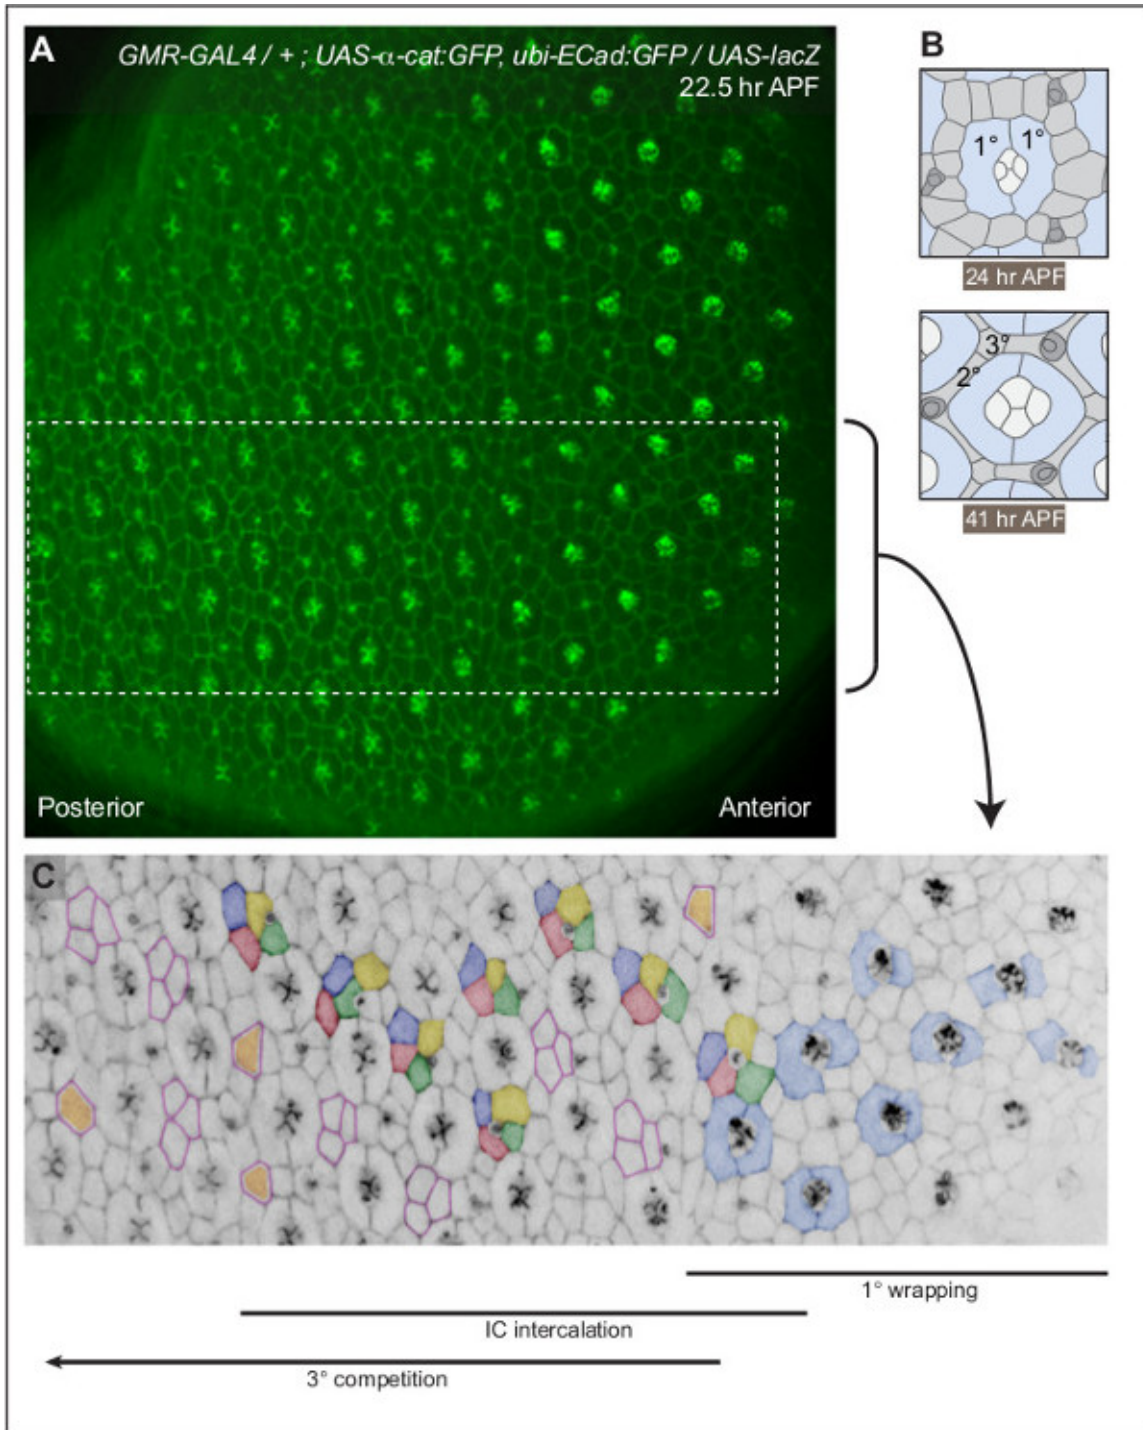 A
GMR-GAL4 / + ; UAS-α-cat:GFP, ubi-ECad:GFP / UAS-lacZ
22.5 hr APF
Posterior
Anterior
B
1° 1°
24 hr APF
3°
2°
41 hr APF
C
1° wrapping
IC intercalation
3° competition